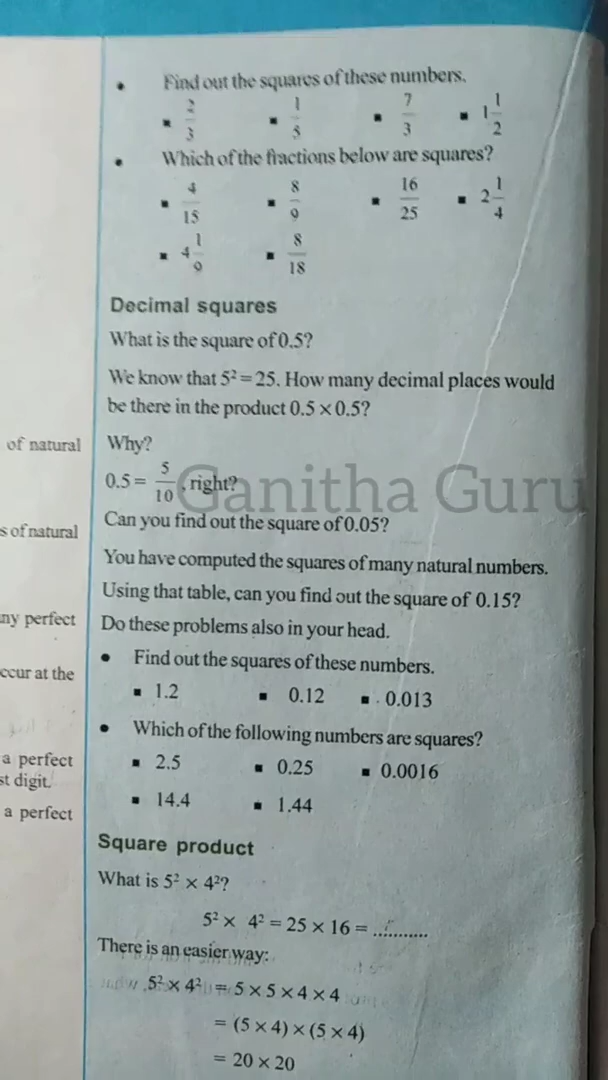 • Find out the squares of these numbers.
▪ 2/3 ▪ 1/5 ▪ 7/3 ▪ 1 1/2
• Which of the fractions below are squares?
▪ 4/15 ▪ 8/9 ▪ 16/25 ▪ 2 1/4
▪ 4 1/9 ▪ 8/18
Decimal squares
What is the square of 0.5?
We know that 5² = 25. How many decimal places would
be there in the product 0.5 × 0.5?
of natural
Why?
0.5 = 5/10, right?
Ganitha Guru
s of natural
Can you find out the square of 0.05?
You have computed the squares of many natural numbers.
Using that table, can you find out the square of 0.15?
ny perfect
Do these problems also in your head.
ccur at the
• Find out the squares of these numbers.
▪ 1.2 ▪ 0.12 ▪ 0.013
• Which of the following numbers are squares?
a perfect
▪ 2.5 ▪ 0.25 ▪ 0.0016
st digit.
▪ 14.4 ▪ 1.44
a perfect
Square product
What is 5² × 4²?
5² × 4² = 25 × 16 = ...........
There is an easier way:
5² × 4² = 5 × 5 × 4 × 4
= (5 × 4) × (5 × 4)
= 20 × 20